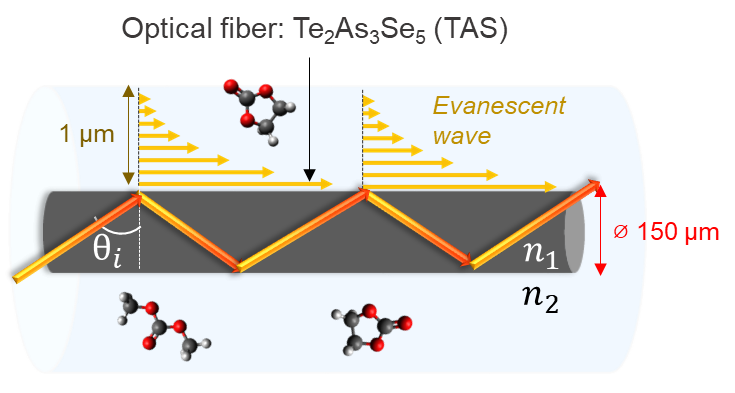 Optical fiber: Te₂As₃Se₅ (TAS)
1 µm
Evanescent
wave
θᵢ
n₁
n₂
⌀ 150 µm